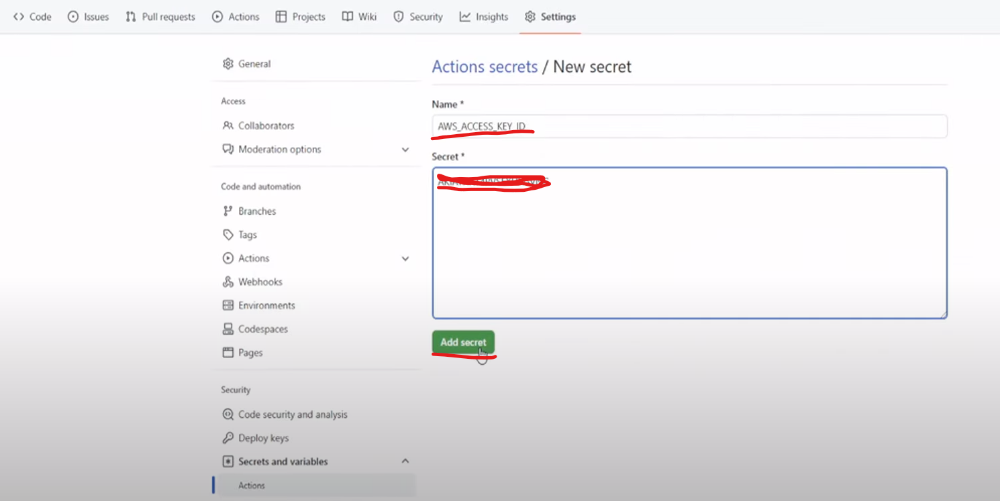 Code Issues Pull requests Actions Projects Wiki Security Insights Settings
General
Access
Collaborators
Moderation options
Code and automation
Branches
Tags
Actions
Webhooks
Environments
Codespaces
Pages
Security
Code security and analysis
Deploy keys
Secrets and variables
Actions
Actions secrets / New secret
Name *
AWS_ACCESS_KEY_ID
Secret *
Add secret